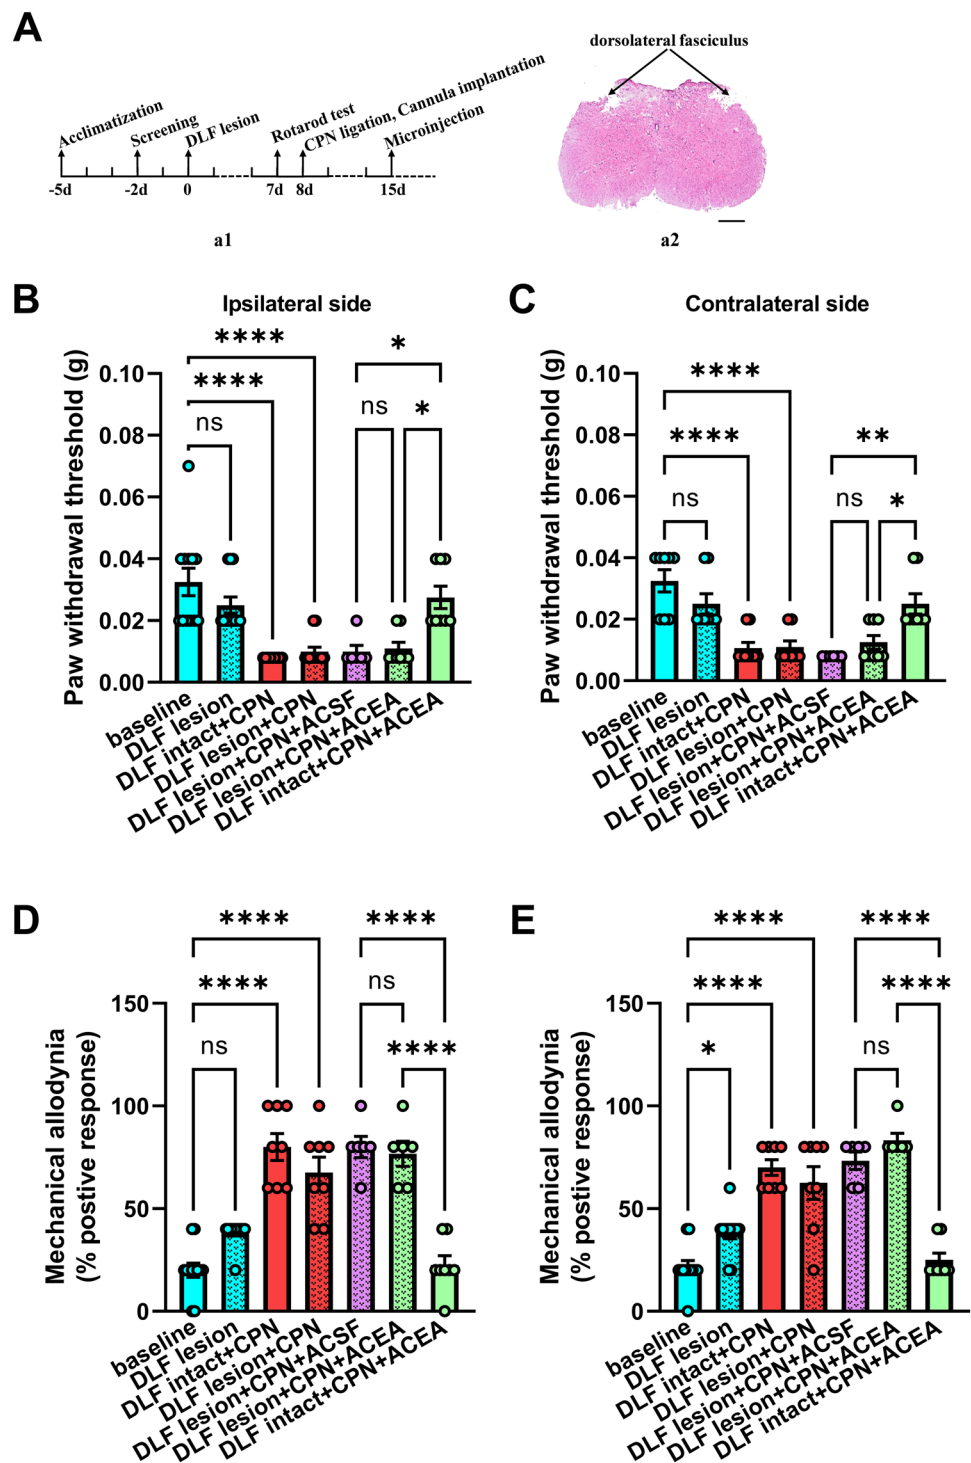 A
dorsolateral fasciculus
Acclimatization
Screening
DLF lesion
Rotarod test
CPN ligation, Cannula implantation
Microinjection
-5d
-2d
0
7d
8d
15d
a1
a2
B
Ipsilateral side
****
*
****
ns
ns
*
Paw withdrawal threshold (g)
0.10
0.08
0.06
0.04
0.02
0.00
baseline
DLF lesion
DLF intact+CPN
DLF lesion+CPN
DLF lesion+CPN+ACSF
DLF lesion+CPN+ACEA
DLF intact+CPN+ACEA
C
Contralateral side
****
****
**
ns
ns
*
Paw withdrawal threshold (g)
0.10
0.08
0.06
0.04
0.02
0.00
baseline
DLF lesion
DLF intact+CPN
DLF lesion+CPN
DLF lesion+CPN+ACSF
DLF lesion+CPN+ACEA
DLF intact+CPN+ACEA
D
****
****
****
ns
ns
****
Mechanical allodynia
(% postive response)
150
100
50
0
baseline
DLF lesion
DLF intact+CPN
DLF lesion+CPN
DLF lesion+CPN+ACSF
DLF lesion+CPN+ACEA
DLF intact+CPN+ACEA
E
****
****
****
****
*
ns
Mechanical allodynia
(% postive response)
150
100
50
0
baseline
DLF lesion
DLF intact+CPN
DLF lesion+CPN
DLF lesion+CPN+ACSF
DLF lesion+CPN+ACEA
DLF intact+CPN+ACEA